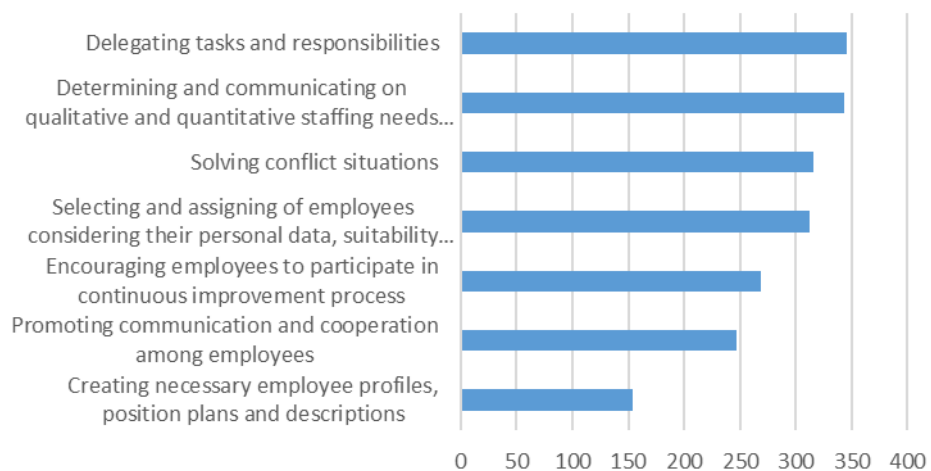 Delegating tasks and responsibilities
Determining and communicating on
qualitative and quantitative staffing needs...
Solving conflict situations
Selecting and assigning of employees
considering their personal data, suitability...
Encouraging employees to participate in
continuous improvement process
Promoting communication and cooperation
among employees
Creating necessary employee profiles,
position plans and descriptions
0 50 100 150 200 250 300 350 400